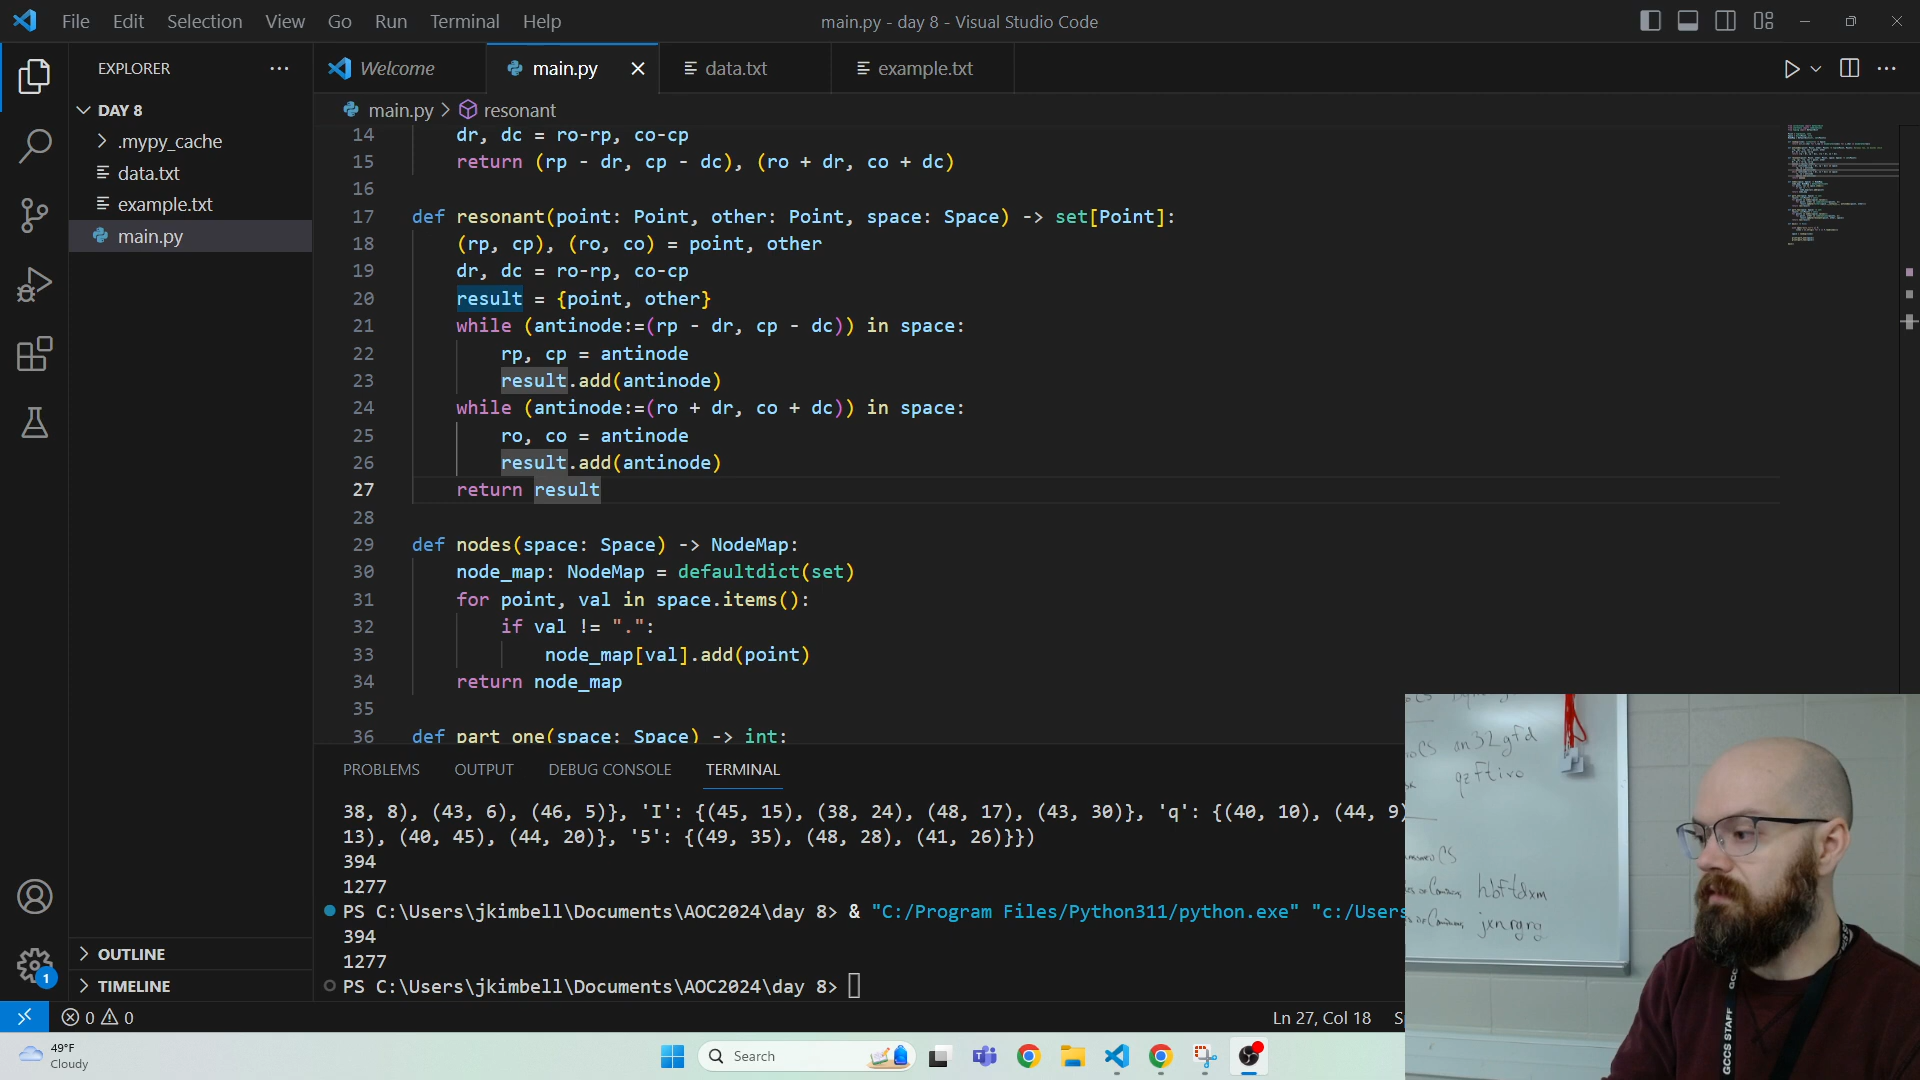 File Edit Selection View Go Run Terminal Help
main.py - day 8 - Visual Studio Code
EXPLORER
Welcome main.py data.txt example.txt
DAY 8
main.py > resonant
.mypy_cache
data.txt
example.txt
main.py
14 dr, dc = ro-rp, co-cp
15 return (rp - dr, cp - dc), (ro + dr, co + dc)
16
17 def resonant(point: Point, other: Point, space: Space) -> set[Point]:
18 (rp, cp), (ro, co) = point, other
19 dr, dc = ro-rp, co-cp
20 result = {point, other}
21 while (antinode:=(rp - dr, cp - dc)) in space:
22 rp, cp = antinode
23 result.add(antinode)
24 while (antinode:=(ro + dr, co + dc)) in space:
25 ro, co = antinode
26 result.add(antinode)
27 return result
28
29 def nodes(space: Space) -> NodeMap:
30 node_map: NodeMap = defaultdict(set)
31 for point, val in space.items():
32 if val != ".":
33 node_map[val].add(point)
34 return node_map
35
36 def part_one(space: Space) -> int:
PROBLEMS OUTPUT DEBUG CONSOLE TERMINAL
38, 8), (43, 6), (46, 5)}, 'I': {(45, 15), (38, 24), (48, 17), (43, 30)}, 'q': {(40, 10), (44, 9)
13), (40, 45), (44, 20)}, '5': {(49, 35), (48, 28), (41, 26)}})
394
1277
PS C:\Users\jkimbell\Documents\AOC2024\day 8> & "C:/Program Files/Python311/python.exe" "c:/Users
394
1277
PS C:\Users\jkimbell\Documents\AOC2024\day 8>
OUTLINE
TIMELINE
1
0 0
Ln 27, Col 18
an32gfd
qzftivo
hbftdxm
jxnrgrg
GCCS STAFF
49°F
Cloudy
Search